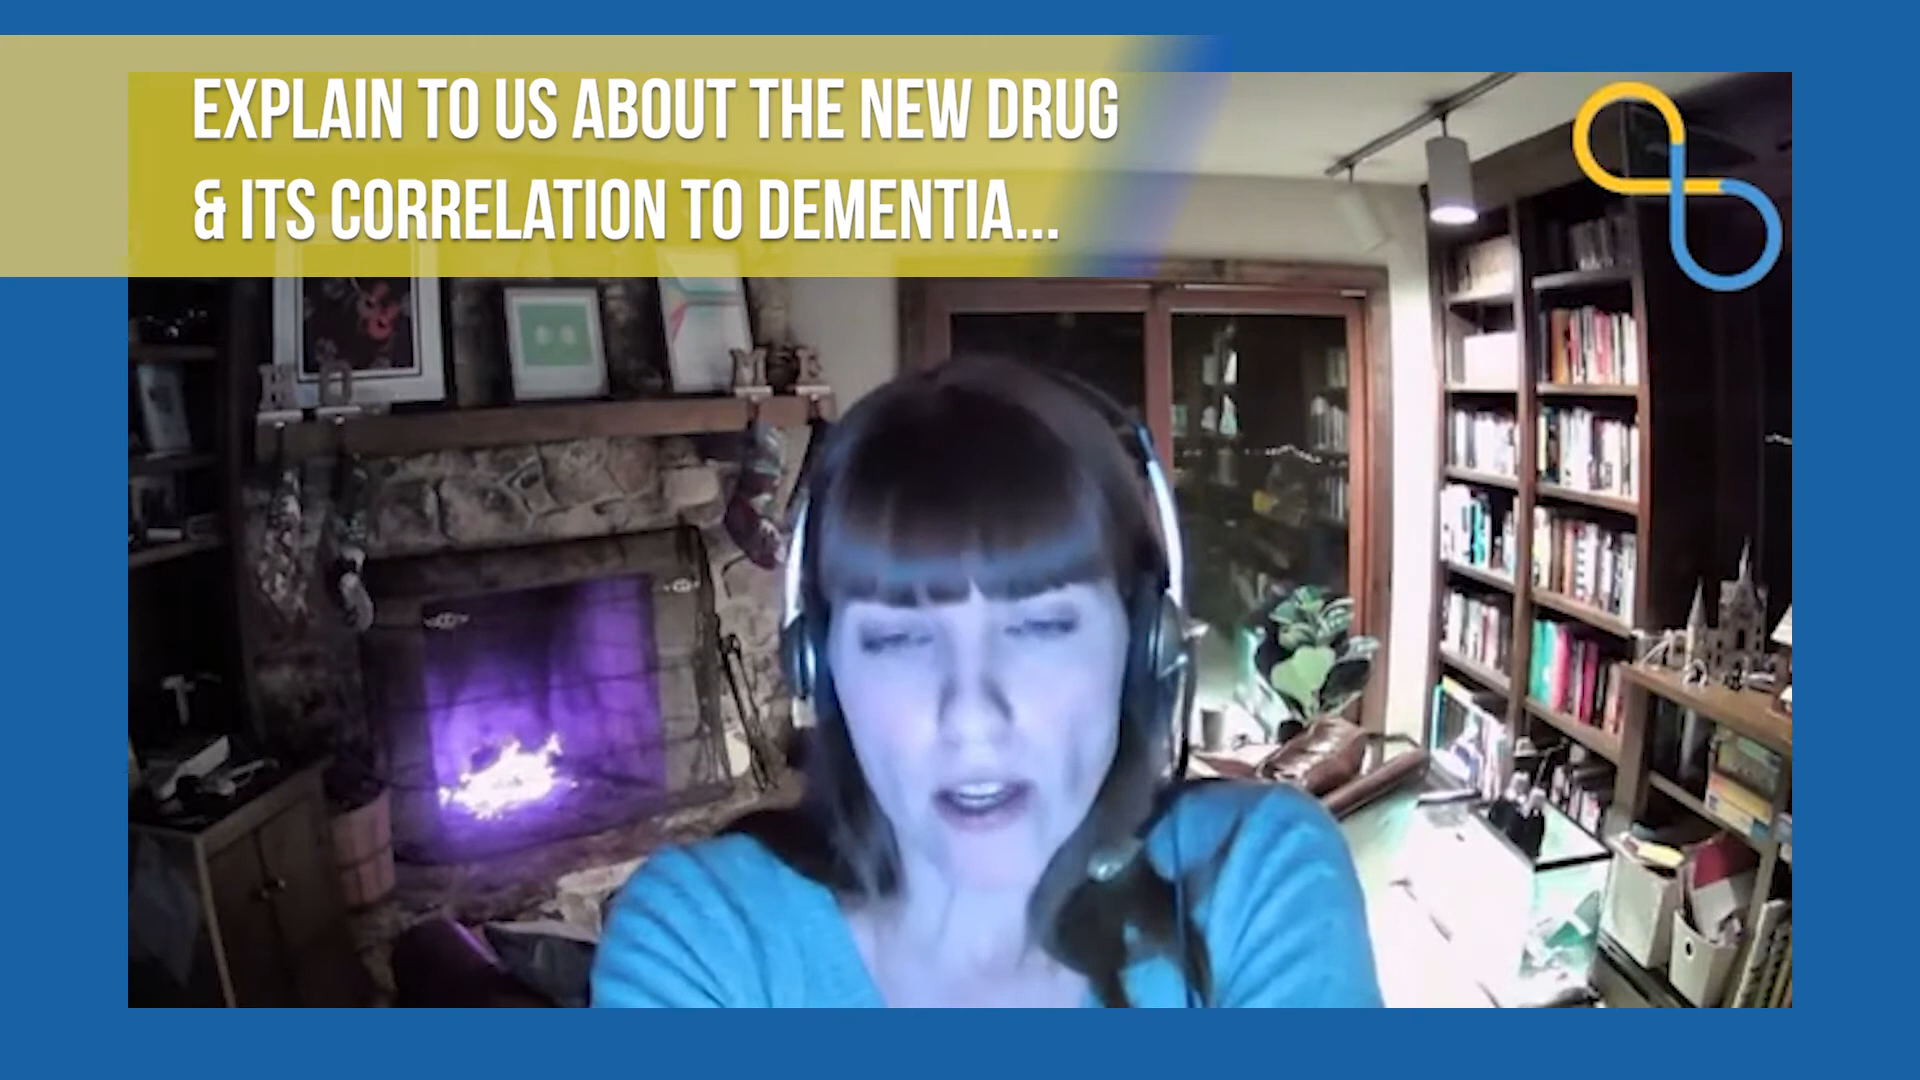 EXPLAIN TO US ABOUT THE NEW DRUG
& ITS CORRELATION TO DEMENTIA...